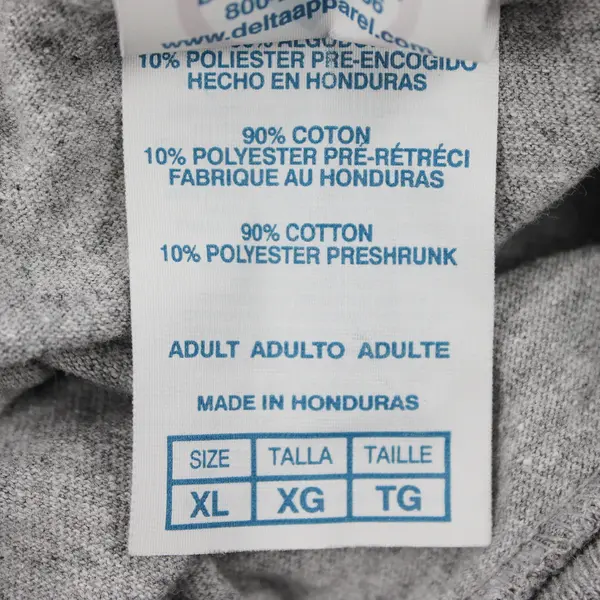 www.deltaapparel.com
10% POLIESTER PRE-ENCOGIDO
HECHO EN HONDURAS
90% COTON
10% POLYESTER PRÉ-RÉTRÉCI
FABRIQUE AU HONDURAS
90% COTTON
10% POLYESTER PRESHRUNK
ADULT ADULTO ADULTE
MADE IN HONDURAS
SIZE TALLA TAILLE
XL XG TG